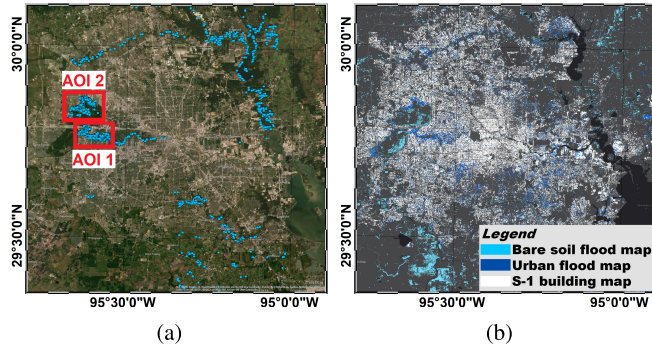 30°0'0"N
29°30'0"N
AOI 2
AOI 1
95°30'0"W
95°0'0"W
(a)
30°0'0"N
29°30'0"N
Legend
Bare soil flood map
Urban flood map
S-1 building map
95°30'0"W
95°0'0"W
(b)